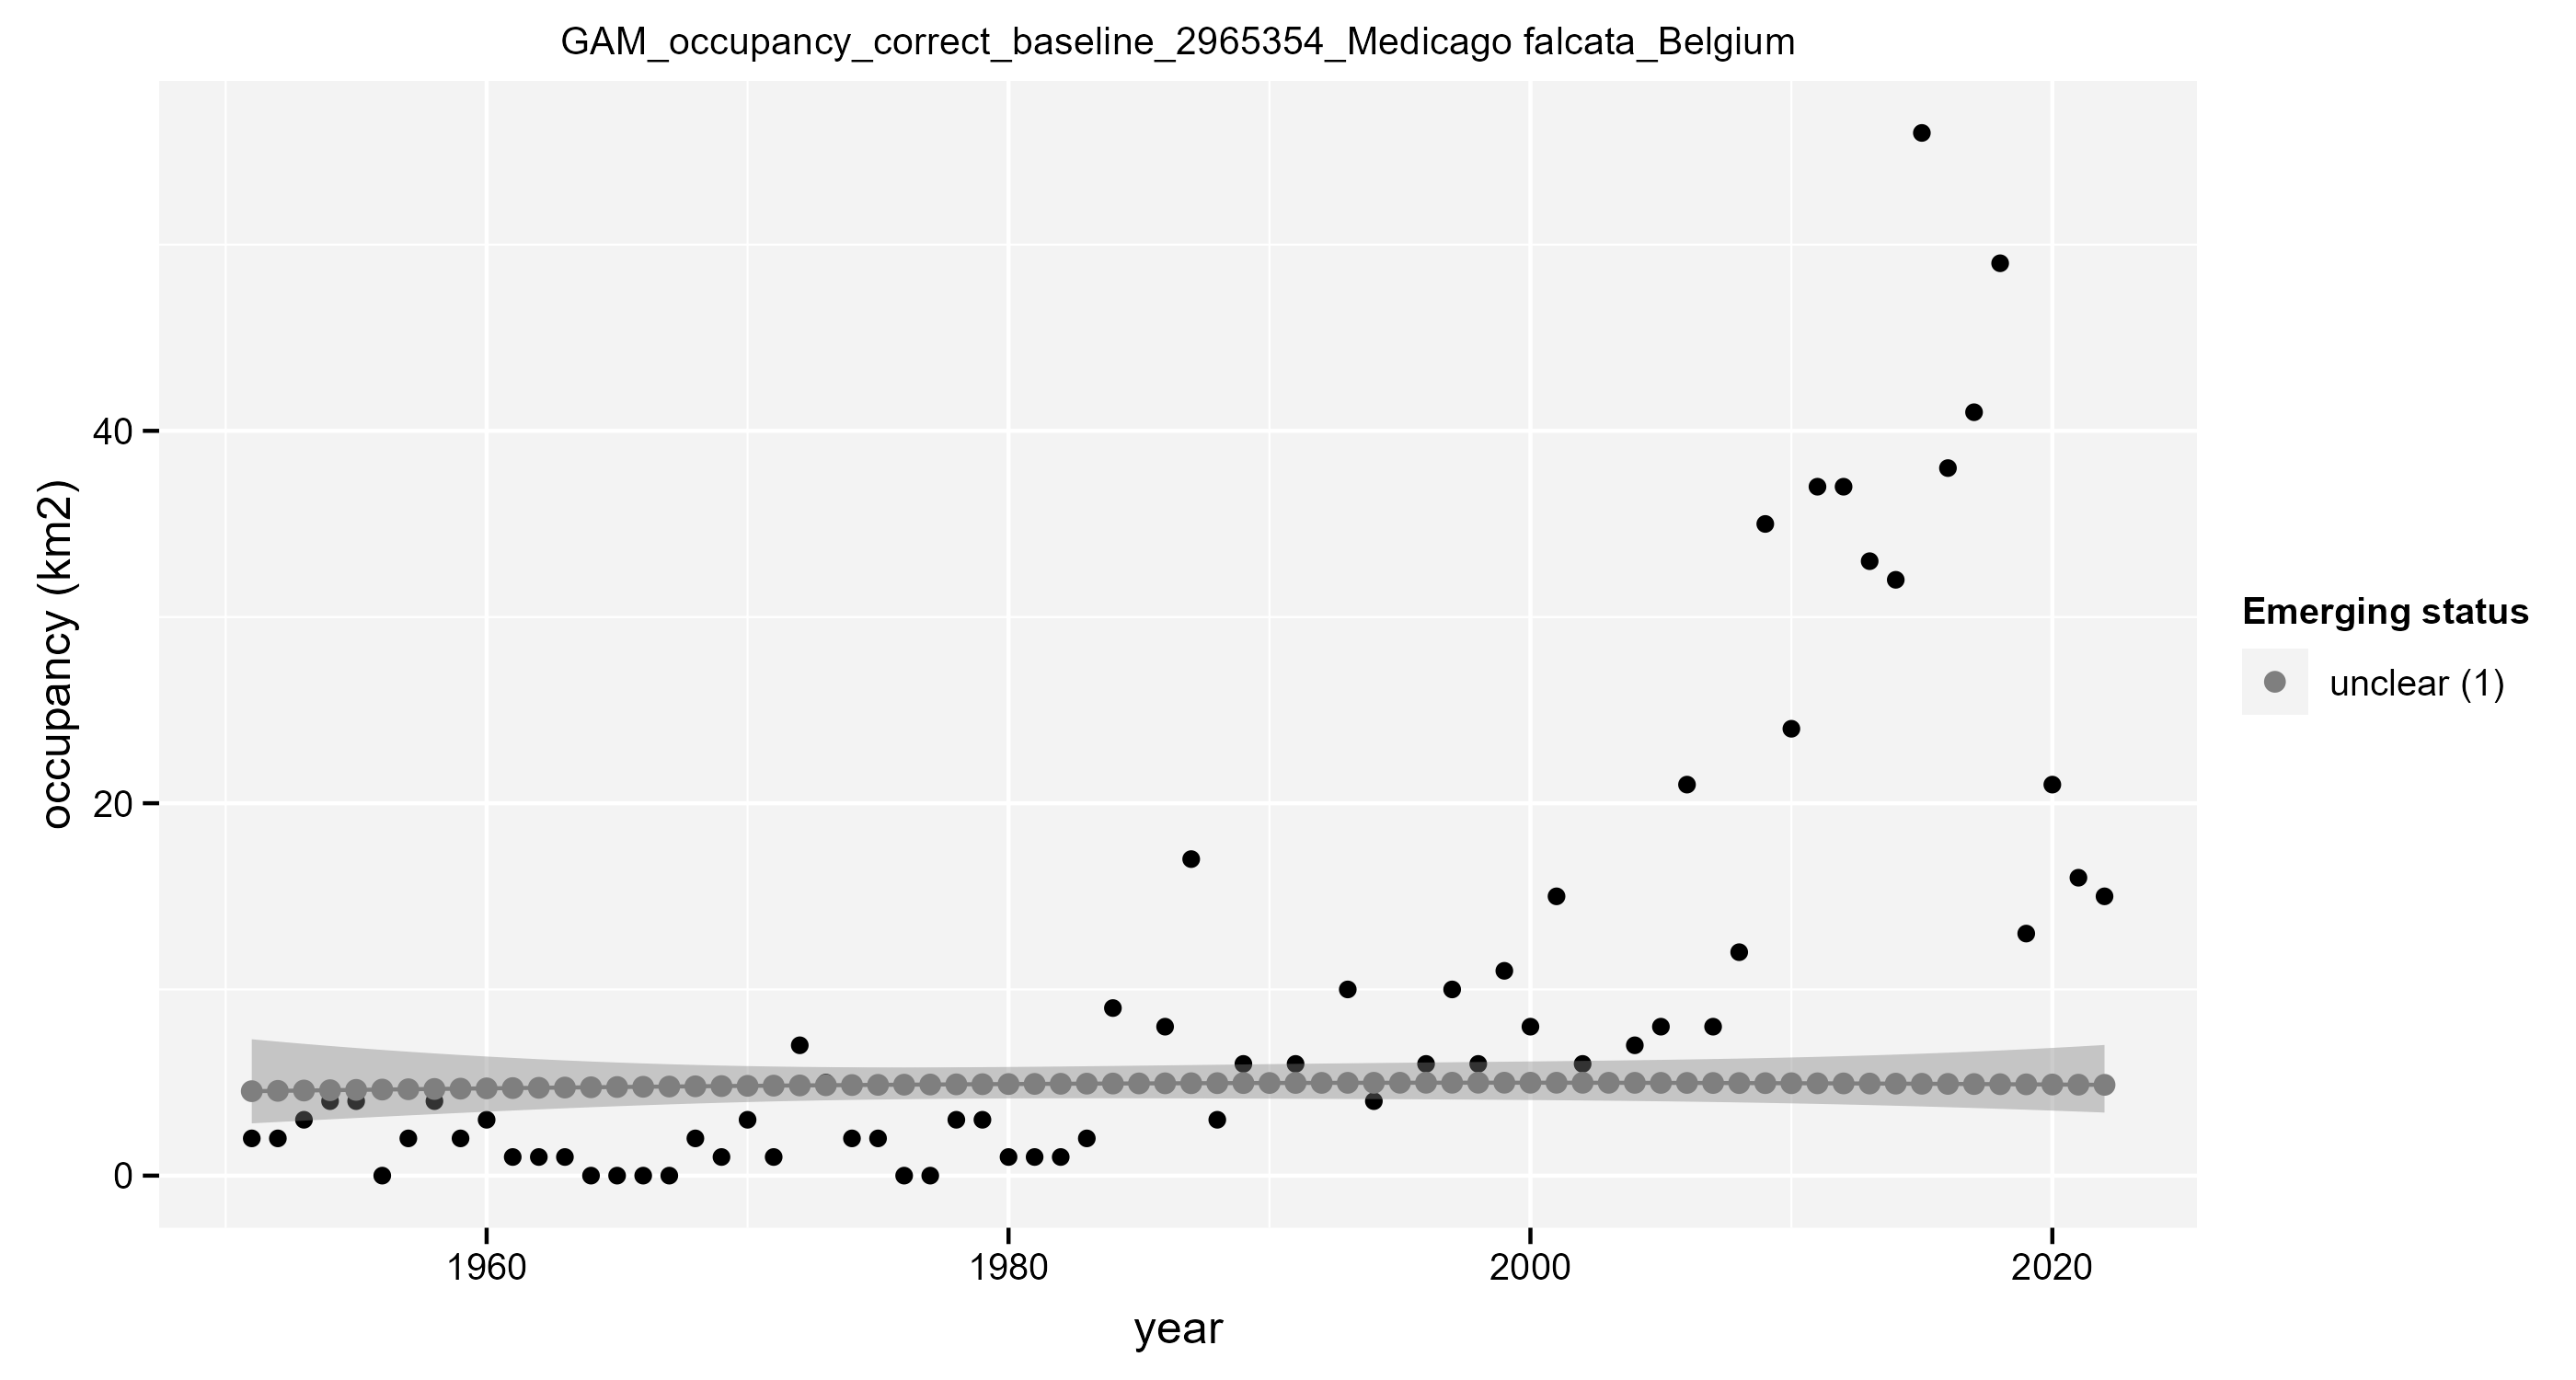 GAM_occupancy_correct_baseline_2965354_Medicago falcata_Belgium
occupancy (km2)
40
20
0
1960
1980
2000
2020
year
Emerging status
unclear (1)